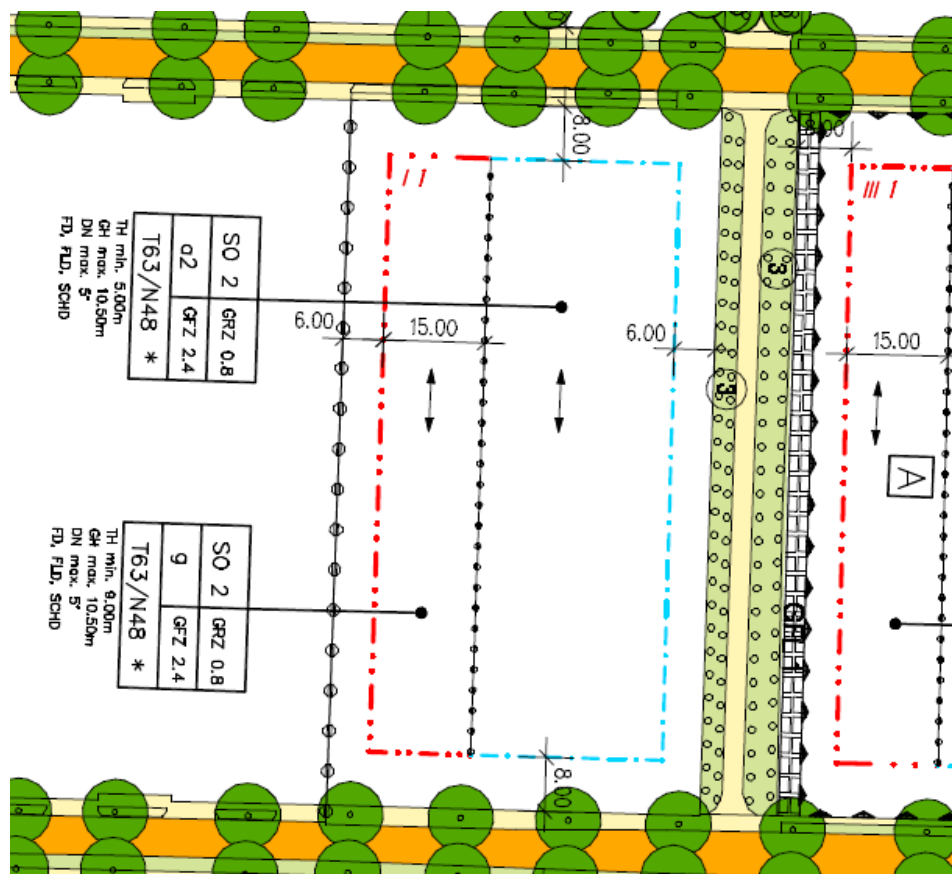 8.00
8.00
I 1
III 1
3
SO 2 GRZ 0.8
a2 GFZ 2.4
T63/N48 *
TH min. 5.00m
GH max. 10.50m
DN max. 5°
FD, FLD, SCHD
6.00
15.00
6.00
15.00
3
A
SO 2 GRZ 0.8
g GFZ 2.4
T63/N48 *
TH min. 9.00m
GH max. 10.50m
DN max. 5°
FD, FLD, SCHD
8.00